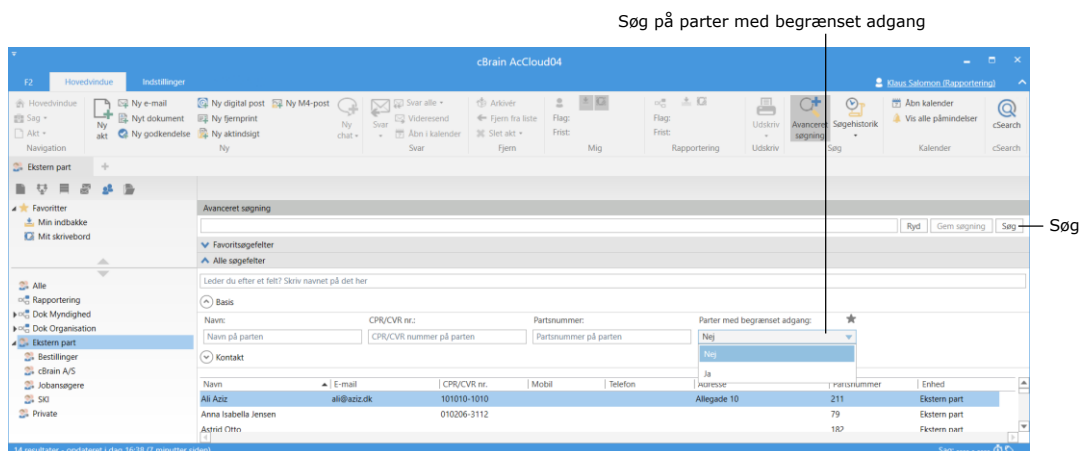 Søg på parter med begrænset adgang
cBrain AcCloud04
F2 Hovedvindue Indstillinger
Klaus Salomon (Rapportering)
Hovedvindue
Sag
Akt
Navigation
Ny akt
Ny e-mail
Nyt dokument
Ny godkendelse
Ny digital post
Ny fjernprint
Ny aktindsigt
Ny M4-post
Ny chat
Ny
Svar
Svar alle
Videresend
Åbn i kalender
Svar
Arkivér
Fjern fra liste
Slet akt
Fjern
Flag:
Frist:
Mig
Flag:
Frist:
Rapportering
Udskriv
Udskriv
Avanceret søgning
Søgehistorik
Søg
Åbn kalender
Vis alle påmindelser
Kalender
cSearch
cSearch
Ekstern part
Favoritter
Min indbakke
Mit skrivebord
Alle
Rapportering
Dok Myndighed
Dok Organisation
Ekstern part
Bestillinger
cBrain A/S
Jobansøgere
SKI
Private
Avanceret søgning
Ryd Gem søgning Søg
Søg
Favoritsøgefelter
Alle søgefelter
Leder du efter et felt? Skriv navnet på det her
Basis
Navn: CPR/CVR nr.: Partsnummer: Parter med begrænset adgang:
Navn på parten CPR/CVR nummer på parten Partsnummer på parten Nej
Nej
Ja
Kontakt
Navn E-mail CPR/CVR nr. Mobil Telefon Adresse Partsnummer Enhed
Ali Aziz ali@aziz.dk 101010-1010 Allegade 10 211 Ekstern part
Anna Isabella Jensen 010206-3112 79 Ekstern part
Astrid Otto 182 Ekstern part
14 resultater - opdateret i dag 16:38 (7 minutter siden)